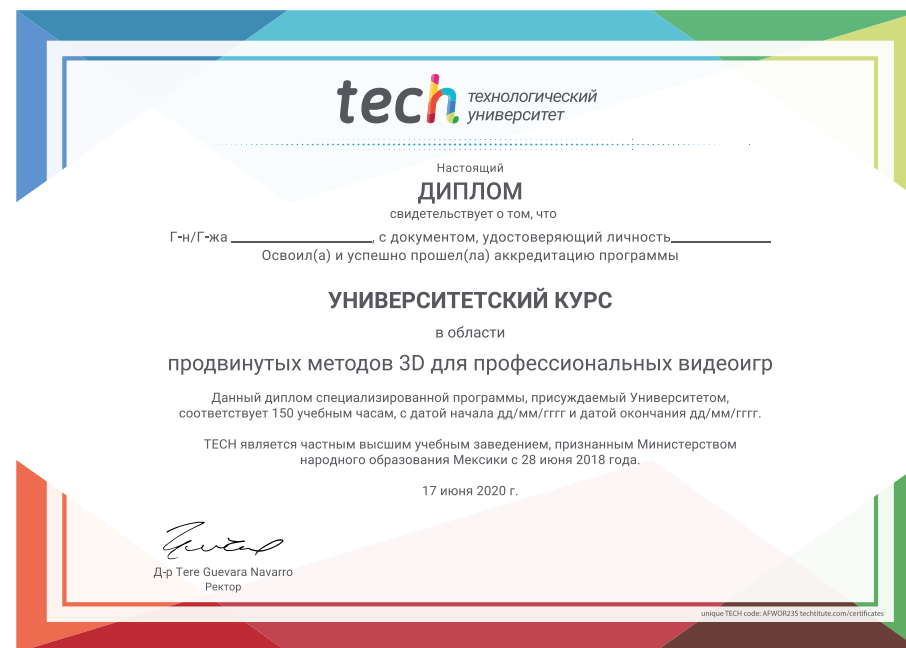 tech технологический
университет
Настоящий
ДИПЛОМ
свидетельствует о том, что
Г-н/Г-жа , с документом, удостоверяющий личность
Освоил(а) и успешно прошел(ла) аккредитацию программы
УНИВЕРСИТЕТСКИЙ КУРС
в области
продвинутых методов 3D для профессиональных видеоигр
Данный диплом специализированной программы, присуждаемый Университетом,
соответствует 150 учебным часам, с датой начала дд/мм/гггг и датой окончания дд/мм/гггг.
TECH является частным высшим учебным заведением, признанным Министерством
народного образования Мексики с 28 июня 2018 года.
17 июня 2020 г.
Д-р Tere Guevara Navarro
Ректор
unique TECH code: AFWOR23S techtitute.com/certificates